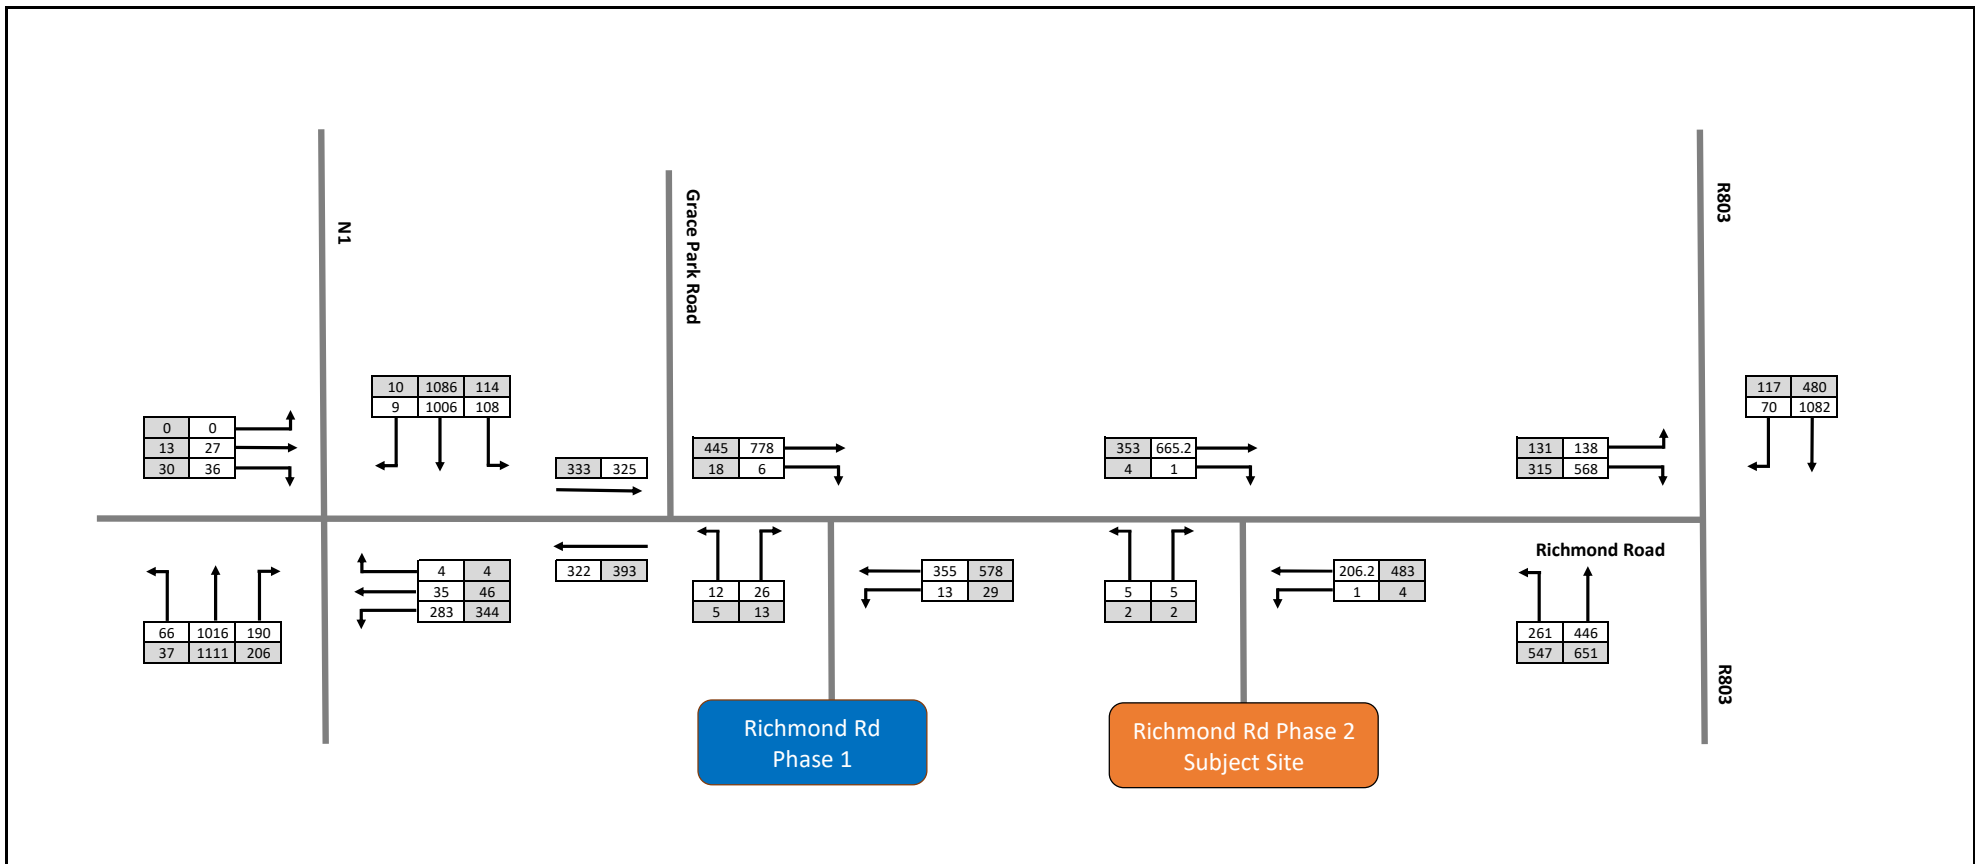 N1
Grace Park Road
R803
10 1086 114
9 1006 108
117 480
70 1082
0 0
13 27
30 36
333 325
445 778
18 6
353 665.2
4 1
131 138
315 568
Richmond Road
4 4
35 46
283 344
322 393
12 26
5 13
355 578
13 29
5 5
2 2
206.2 483
1 4
66 1016 190
37 1111 206
261 446
547 651
R803
Richmond Rd
Phase 1
Richmond Rd Phase 2
Subject Site